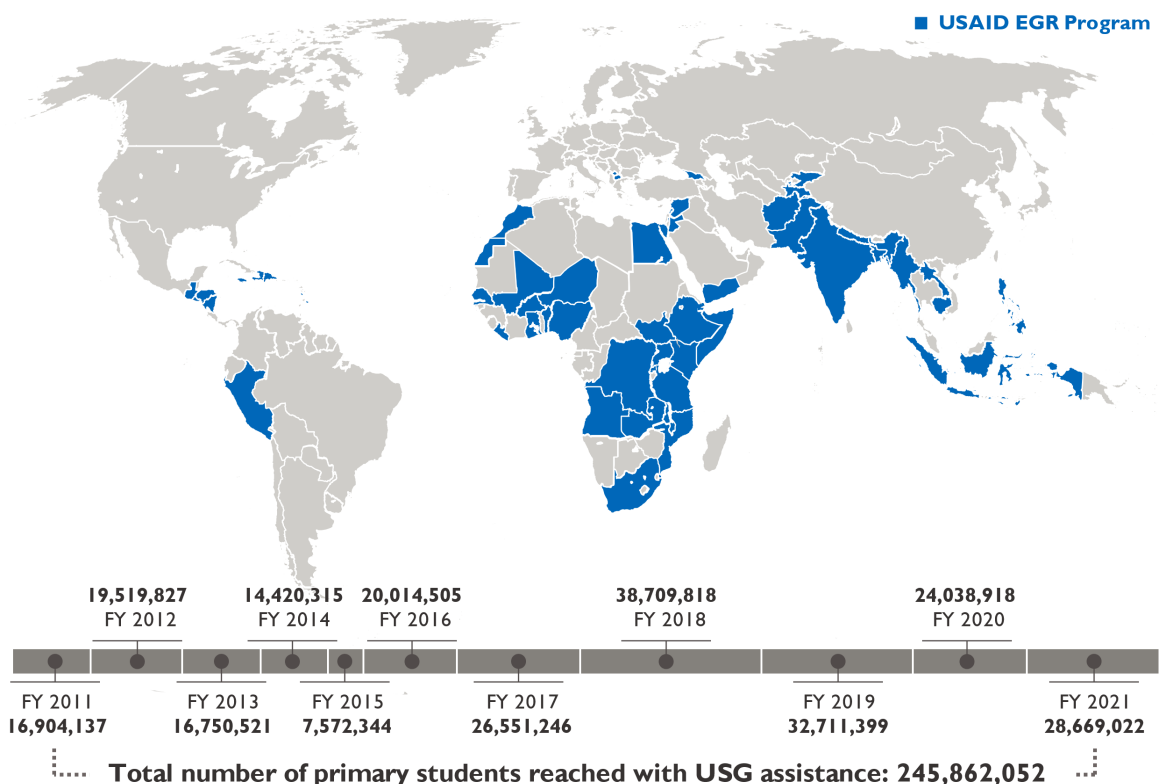 USAID EGR Program
19,519,827
FY 2012
14,420,315
FY 2014
20,014,505
FY 2016
38,709,818
FY 2018
24,038,918
FY 2020
FY 2011
16,904,137
FY 2013
16,750,521
FY 2015
7,572,344
FY 2017
26,551,246
FY 2019
32,711,399
FY 2021
28,669,022
Total number of primary students reached with USG assistance: 245,862,052